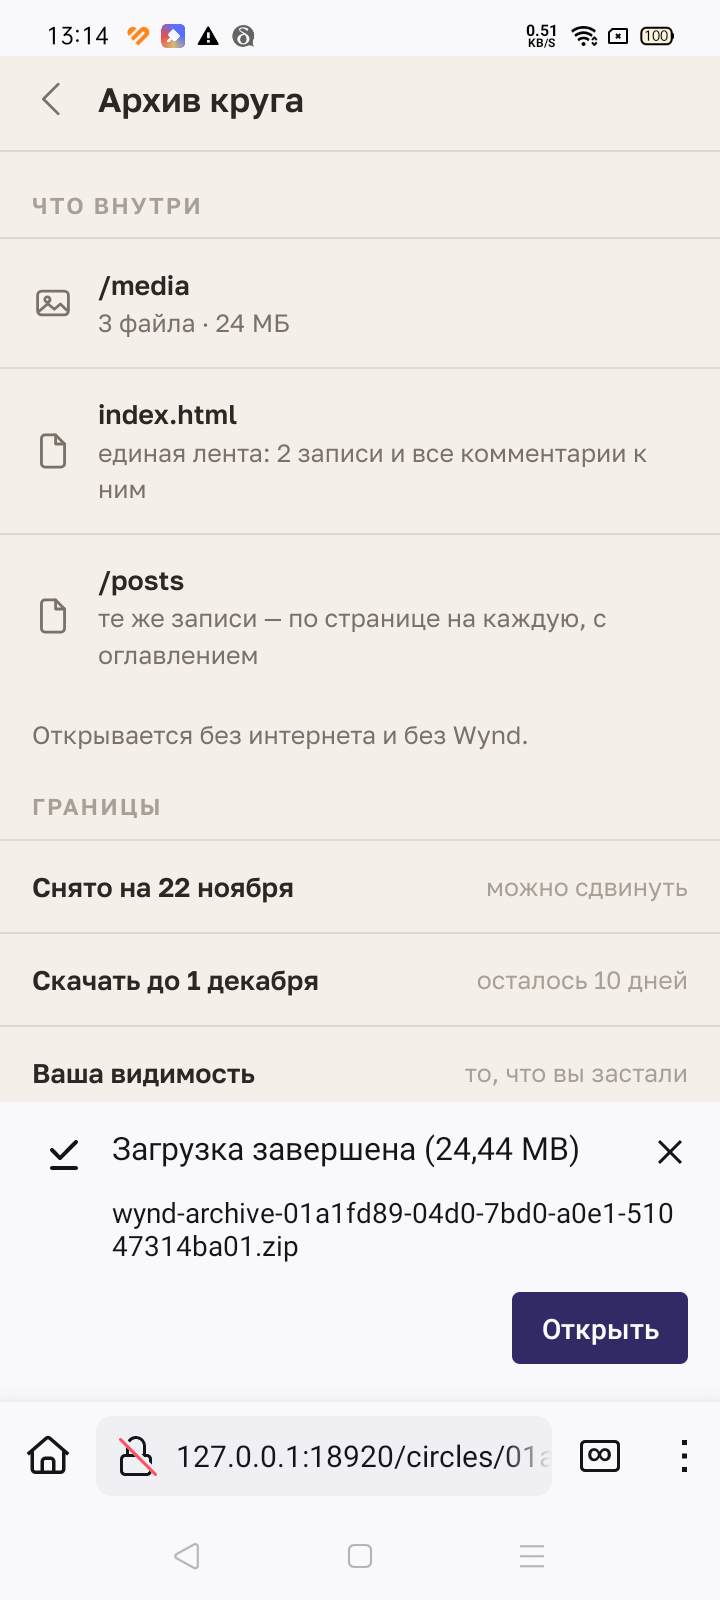 13:14
0.51
KB/S
100
Архив круга
ЧТО ВНУТРИ
/media
3 файла · 24 МБ
index.html
единая лента: 2 записи и все комментарии к
ним
/posts
те же записи — по странице на каждую, с
оглавлением
Открывается без интернета и без Wynd.
ГРАНИЦЫ
Снято на 22 ноября
можно сдвинуть
Скачать до 1 декабря
осталось 10 дней
Ваша видимость
то, что вы застали
Загрузка завершена (24,44 MB)
wynd-archive-01a1fd89-04d0-7bd0-a0e1-510
47314ba01.zip
Открыть
127.0.0.1:18920/circles/01a